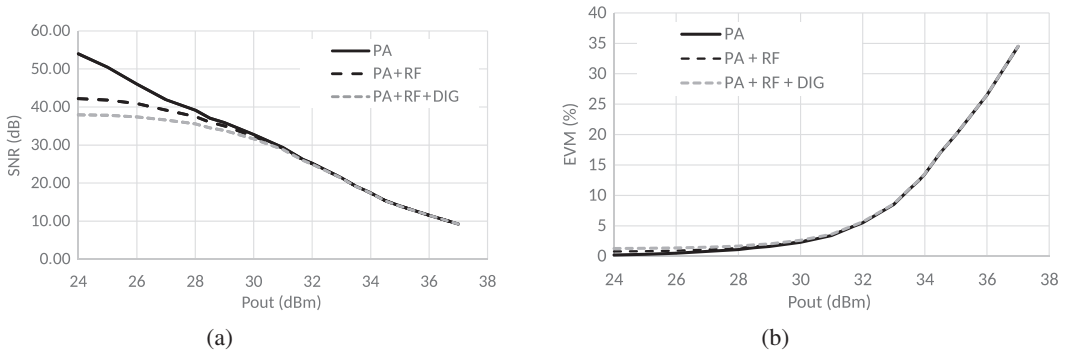 60.00
50.00
40.00
30.00
20.00
10.00
0.00
SNR (dB)
PA
PA+RF
PA+RF+DIG
24 26 28 30 32 34 36 38
Pout (dBm)
(a)
40
35
30
25
20
15
10
5
0
EVM (%)
PA
PA + RF
PA + RF + DIG
24 26 28 30 32 34 36 38
Pout (dBm)
(b)